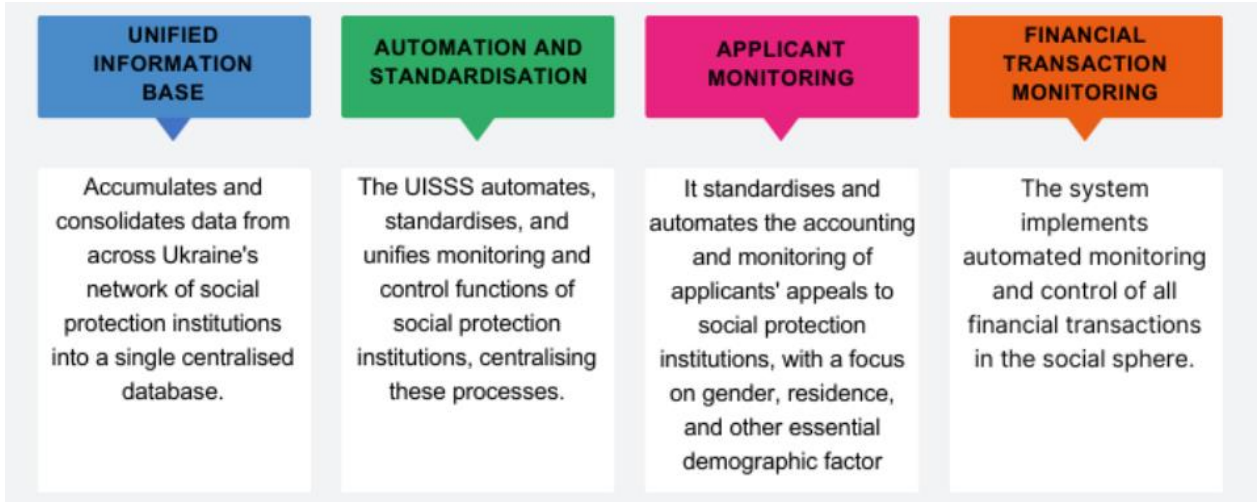 UNIFIED
INFORMATION
BASE
Accumulates and
consolidates data from
across Ukraine's
network of social
protection institutions
into a single centralised
database.
AUTOMATION AND
STANDARDISATION
The UISSS automates,
standardises, and
unifies monitoring and
control functions of
social protection
institutions, centralising
these processes.
APPLICANT
MONITORING
It standardises and
automates the accounting
and monitoring of
applicants' appeals to
social protection
institutions, with a focus
on gender, residence,
and other essential
demographic factor
FINANCIAL
TRANSACTION
MONITORING
The system
implements
automated monitoring
and control of all
financial transactions
in the social sphere.